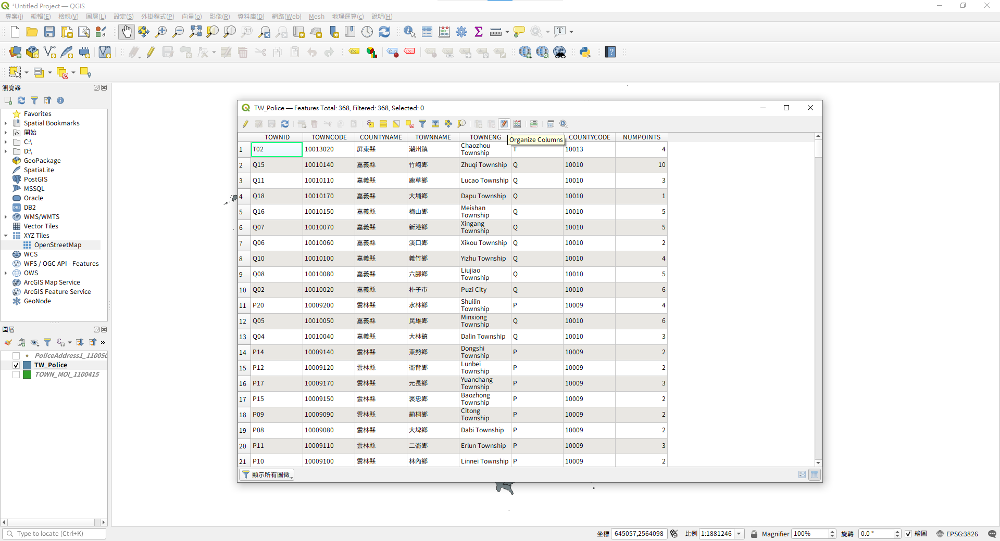 *Untitled Project — QGIS
專案(j) 編輯(E) 檢視(V) 圖層(L) 設定(S) 外掛程式(P) 向量(o) 影像(R) 資料庫(D) 網路(Web) Mesh 地理運算(c) 說明(H)
瀏覽器
Favorites
Spatial Bookmarks
開始
C:\
D:\
GeoPackage
SpatiaLite
PostGIS
MSSQL
Oracle
DB2
WMS/WMTS
Vector Tiles
XYZ Tiles
OpenStreetMap
WCS
WFS / OGC API - Features
OWS
ArcGIS Map Service
ArcGIS Feature Service
GeoNode
圖層
PoliceAddress1_110050
TW_Police
TOWN_MOI_1100415
TW_Police — Features Total: 368, Filtered: 368, Selected: 0
Organize Columns
TOWNID TOWNCODE COUNTYNAME TOWNNAME TOWNENG COUNTYCODE NUMPOINTS
1 T02 10013020 屏東縣 潮州鎮 Chaozhou Township T 10013 4
2 Q15 10010140 嘉義縣 竹崎鄉 Zhuqi Township Q 10010 10
3 Q11 10010110 嘉義縣 鹿草鄉 Lucao Township Q 10010 3
4 Q18 10010170 嘉義縣 大埔鄉 Dapu Township Q 10010 1
5 Q16 10010150 嘉義縣 梅山鄉 Meishan Township Q 10010 5
6 Q07 10010070 嘉義縣 新港鄉 Xingang Township Q 10010 5
7 Q06 10010060 嘉義縣 溪口鄉 Xikou Township Q 10010 2
8 Q10 10010100 嘉義縣 義竹鄉 Yizhu Township Q 10010 4
9 Q08 10010080 嘉義縣 六腳鄉 Liujiao Township Q 10010 5
10 Q02 10010020 嘉義縣 朴子市 Puzi City Q 10010 6
11 P20 10009200 雲林縣 水林鄉 Shuilin Township P 10009 4
12 Q05 10010050 嘉義縣 民雄鄉 Minxiong Township Q 10010 6
13 Q04 10010040 嘉義縣 大林鎮 Dalin Township Q 10010 3
14 P14 10009140 雲林縣 東勢鄉 Dongshi Township P 10009 2
15 P12 10009120 雲林縣 崙背鄉 Lunbei Township P 10009 2
16 P17 10009170 雲林縣 元長鄉 Yuanchang Township P 10009 3
17 P15 10009150 雲林縣 褒忠鄉 Baozhong Township P 10009 2
18 P09 10009090 雲林縣 莿桐鄉 Citong Township P 10009 2
19 P08 10009080 雲林縣 大埤鄉 Dabi Township P 10009 2
20 P11 10009110 雲林縣 二崙鄉 Erlun Township P 10009 3
21 P10 10009100 雲林縣 林內鄉 Linnei Township P 10009 2
顯示所有圖徵
Type to locate (Ctrl+K) 坐標 645057,2564098 比例 1:1881246 Magnifier 100% 旋轉 0.0 ° 繪圖 EPSG:3826